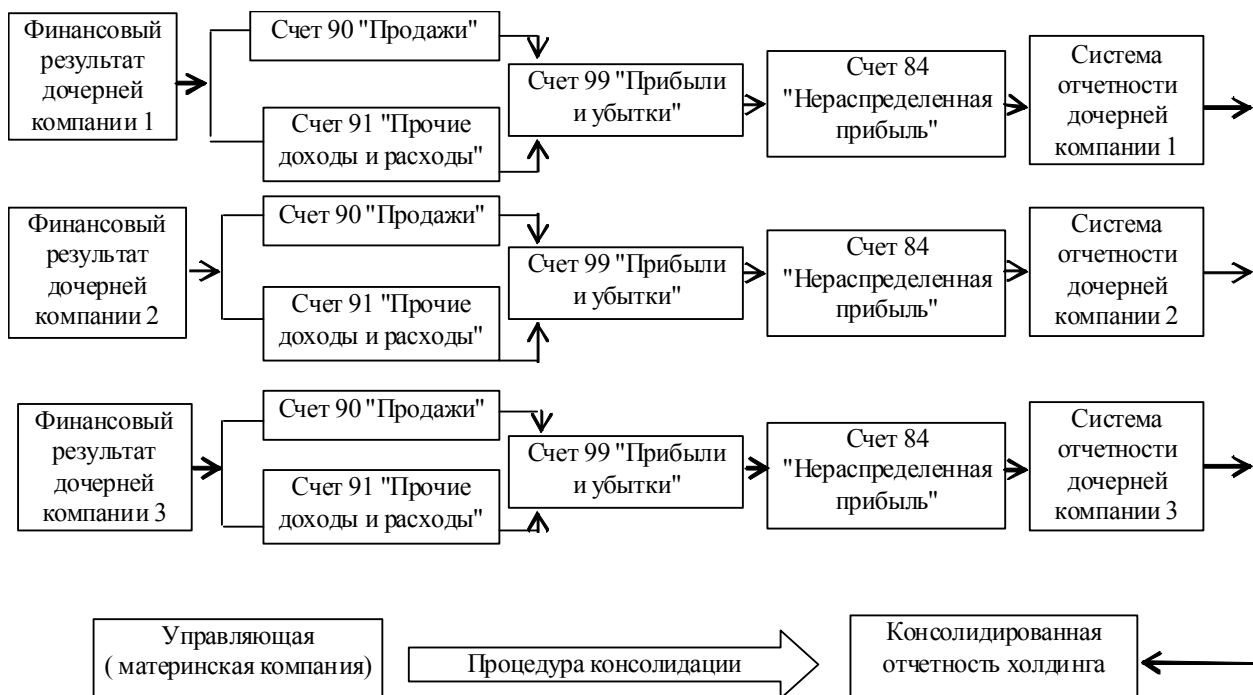 Финансовый
результат
дочерней
компании 1
Счет 90 "Продажи"
Счет 91 "Прочие
доходы и расходы"
Счет 99 "Прибыли
и убытки"
Счет 84
"Нераспределенная
прибыль"
Система
отчетности
дочерней
компании 1
Финансовый
результат
дочерней
компании 2
Счет 90 "Продажи"
Счет 91 "Прочие
доходы и расходы"
Счет 99 "Прибыли
и убытки"
Счет 84
"Нераспределенная
прибыль"
Система
отчетности
дочерней
компании 2
Финансовый
результат
дочерней
компании 3
Счет 90 "Продажи"
Счет 91 "Прочие
доходы и расходы"
Счет 99 "Прибыли
и убытки"
Счет 84
"Нераспределенная
прибыль"
Система
отчетности
дочерней
компании 3
Управляющая
( материнская компания)
Процедура консолидации
Консолидированная
отчетность холдинга